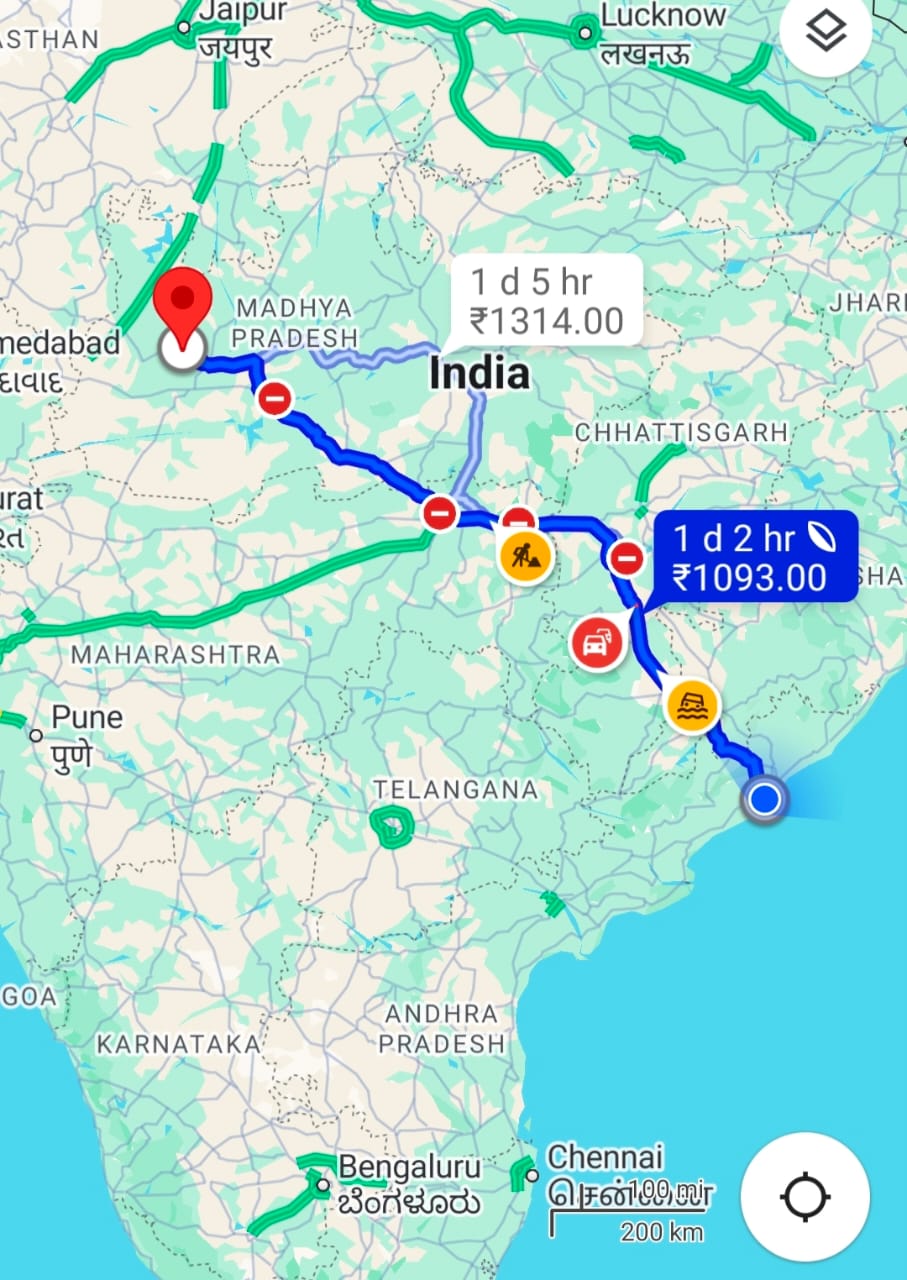 Jaipur
जयपुर
ASTHAN
Lucknow
लखनऊ
MADHYA
PRADESH
1 d 5 hr
₹1314.00
JHAR
medabad
દાવાદ
India
CHHATTISGARH
urat
રત
1 d 2 hr
₹1093.00
SHA
MAHARASHTRA
Pune
पुणे
TELANGANA
GOA
ANDHRA
PRADESH
KARNATAKA
Bengaluru
ಬೆಂಗಳೂರು
Chennai
சென்னை
100 mi
200 km